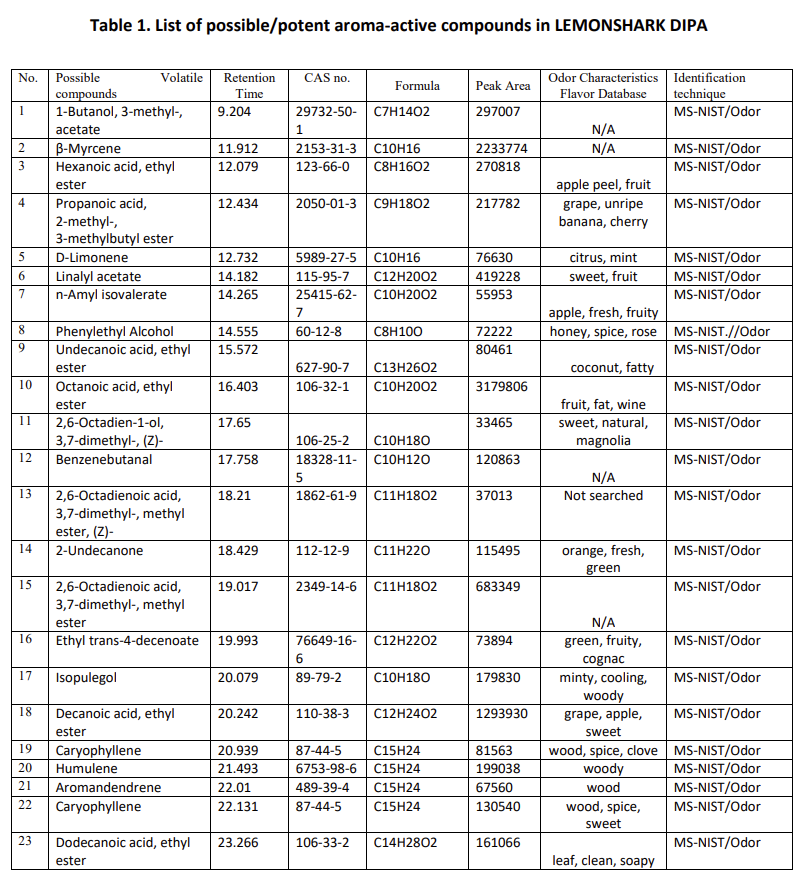 Table 1. List of possible/potent aroma-active compounds in LEMONSHARK DIPA
No. Possible Volatile compounds Retention Time CAS no. Formula Peak Area Odor Characteristics Flavor Database Identification technique
1 1-Butanol, 3-methyl-, acetate 9.204 29732-50-1 C7H14O2 297007 N/A MS-NIST/Odor
2 β-Myrcene 11.912 2153-31-3 C10H16 2233774 N/A MS-NIST/Odor
3 Hexanoic acid, ethyl ester 12.079 123-66-0 C8H16O2 270818 apple peel, fruit MS-NIST/Odor
4 Propanoic acid, 2-methyl-, 3-methylbutyl ester 12.434 2050-01-3 C9H18O2 217782 grape, unripe banana, cherry MS-NIST/Odor
5 D-Limonene 12.732 5989-27-5 C10H16 76630 citrus, mint MS-NIST/Odor
6 Linalyl acetate 14.182 115-95-7 C12H20O2 419228 sweet, fruit MS-NIST/Odor
7 n-Amyl isovalerate 14.265 25415-62-7 C10H20O2 55953 apple, fresh, fruity MS-NIST/Odor
8 Phenylethyl Alcohol 14.555 60-12-8 C8H10O 72222 honey, spice, rose MS-NIST.//Odor
9 Undecanoic acid, ethyl ester 15.572 627-90-7 C13H26O2 80461 coconut, fatty MS-NIST/Odor
10 Octanoic acid, ethyl ester 16.403 106-32-1 C10H20O2 3179806 fruit, fat, wine MS-NIST/Odor
11 2,6-Octadien-1-ol, 3,7-dimethyl-, (Z)- 17.65 106-25-2 C10H18O 33465 sweet, natural, magnolia MS-NIST/Odor
12 Benzenebutanal 17.758 18328-11-5 C10H12O 120863 N/A MS-NIST/Odor
13 2,6-Octadienoic acid, 3,7-dimethyl-, methyl ester, (Z)- 18.21 1862-61-9 C11H18O2 37013 Not searched MS-NIST/Odor
14 2-Undecanone 18.429 112-12-9 C11H22O 115495 orange, fresh, green MS-NIST/Odor
15 2,6-Octadienoic acid, 3,7-dimethyl-, methyl ester 19.017 2349-14-6 C11H18O2 683349 N/A MS-NIST/Odor
16 Ethyl trans-4-decenoate 19.993 76649-16-6 C12H22O2 73894 green, fruity, cognac MS-NIST/Odor
17 Isopulegol 20.079 89-79-2 C10H18O 179830 minty, cooling, woody MS-NIST/Odor
18 Decanoic acid, ethyl ester 20.242 110-38-3 C12H24O2 1293930 grape, apple, sweet MS-NIST/Odor
19 Caryophyllene 20.939 87-44-5 C15H24 81563 wood, spice, clove MS-NIST/Odor
20 Humulene 21.493 6753-98-6 C15H24 199038 woody MS-NIST/Odor
21 Aromandendrene 22.01 489-39-4 C15H24 67560 wood MS-NIST/Odor
22 Caryophyllene 22.131 87-44-5 C15H24 130540 wood, spice, sweet MS-NIST/Odor
23 Dodecanoic acid, ethyl ester 23.266 106-33-2 C14H28O2 161066 leaf, clean, soapy MS-NIST/Odor